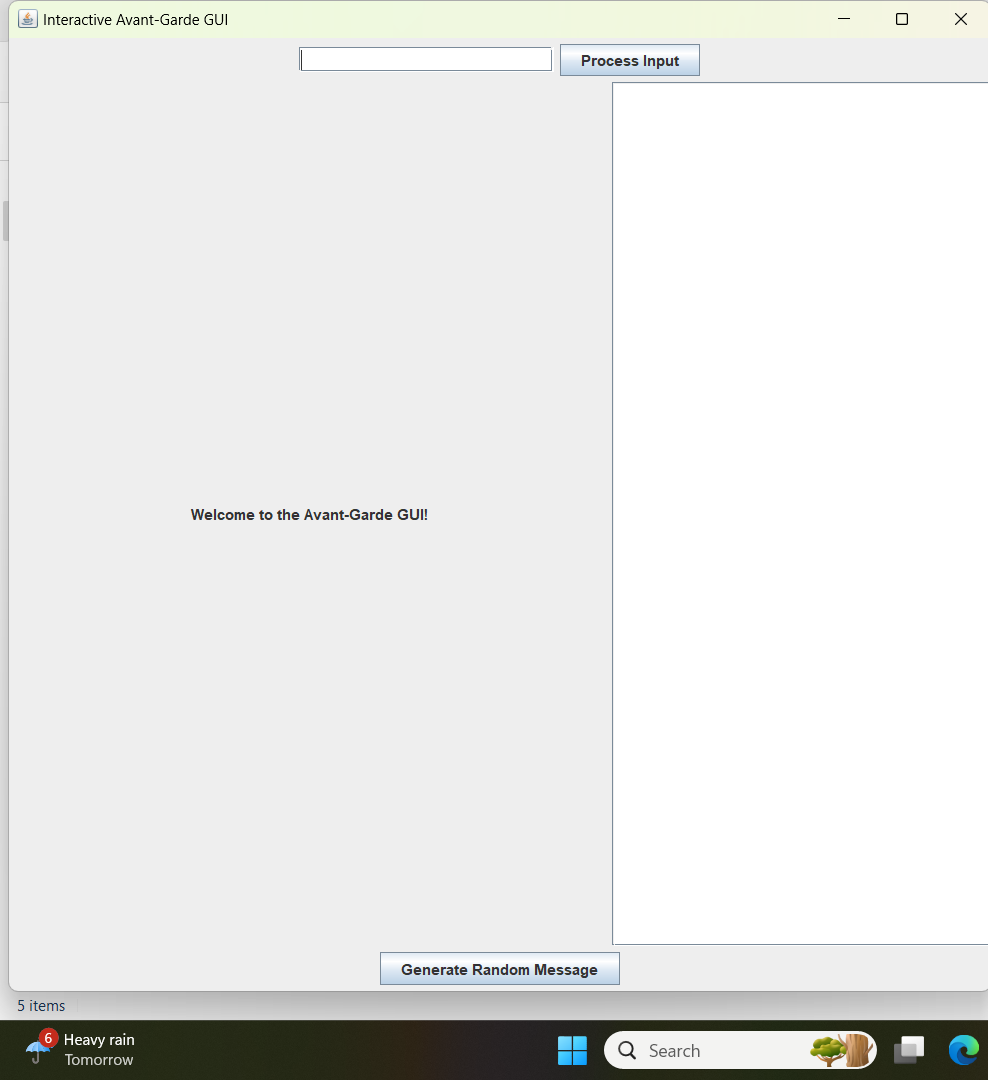 Interactive Avant-Garde GUI
Process Input
Welcome to the Avant-Garde GUI!
Generate Random Message
5 items
6
Heavy rain
Tomorrow
Search